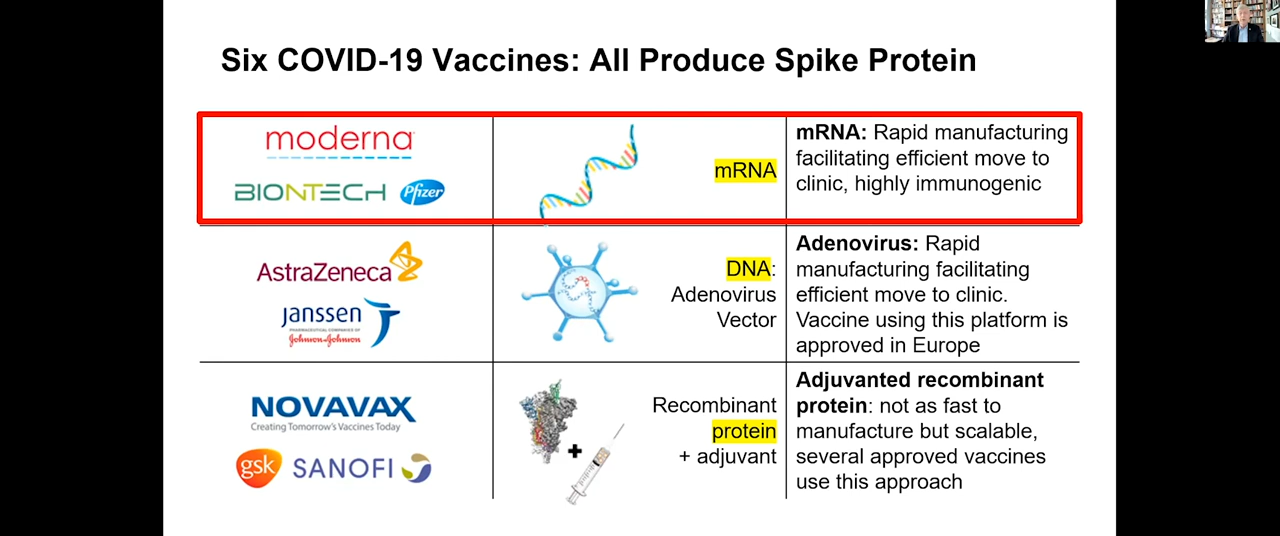 Six COVID-19 Vaccines: All Produce Spike Protein
moderna
BIONTECH Pfizer
mRNA
mRNA: Rapid manufacturing
facilitating efficient move to
clinic, highly immunogenic
AstraZeneca
Janssen
PHARMACEUTICAL COMPANIES OF
Johnson & Johnson
DNA:
Adenovirus
Vector
Adenovirus: Rapid
manufacturing facilitating
efficient move to clinic.
Vaccine using this platform is
approved in Europe
NOVAVAX
Creating Tomorrow's Vaccines Today
gsk SANOFI
+
Recombinant
protein
+ adjuvant
Adjuvanted recombinant
protein: not as fast to
manufacture but scalable,
several approved vaccines
use this approach